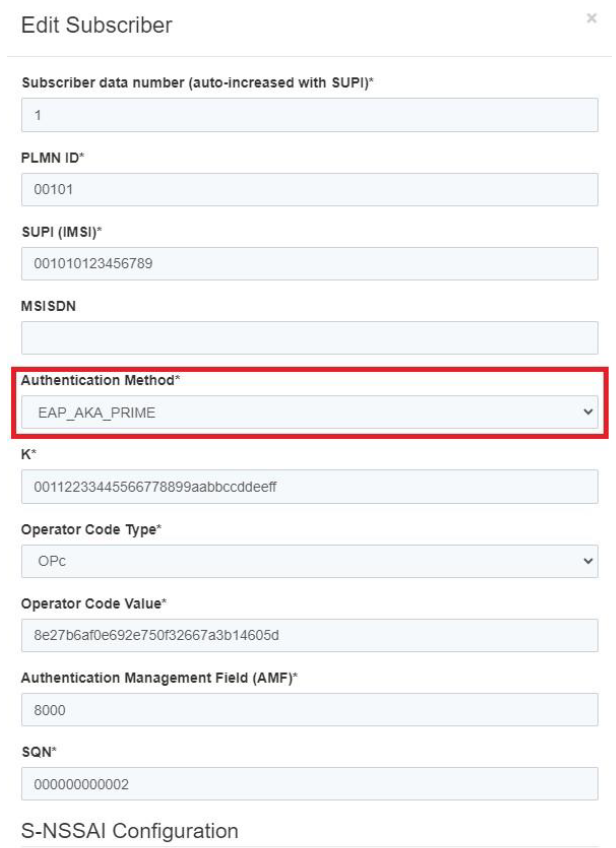 Edit Subscriber ×
Subscriber data number (auto-increased with SUPI)*
1
PLMN ID*
00101
SUPI (IMSI)*
001010123456789
MSISDN
Authentication Method*
EAP_AKA_PRIME
K*
00112233445566778899aabbccddeeff
Operator Code Type*
OPc
Operator Code Value*
8e27b6af0e692e750f32667a3b14605d
Authentication Management Field (AMF)*
8000
SQN*
000000000002
S-NSSAI Configuration